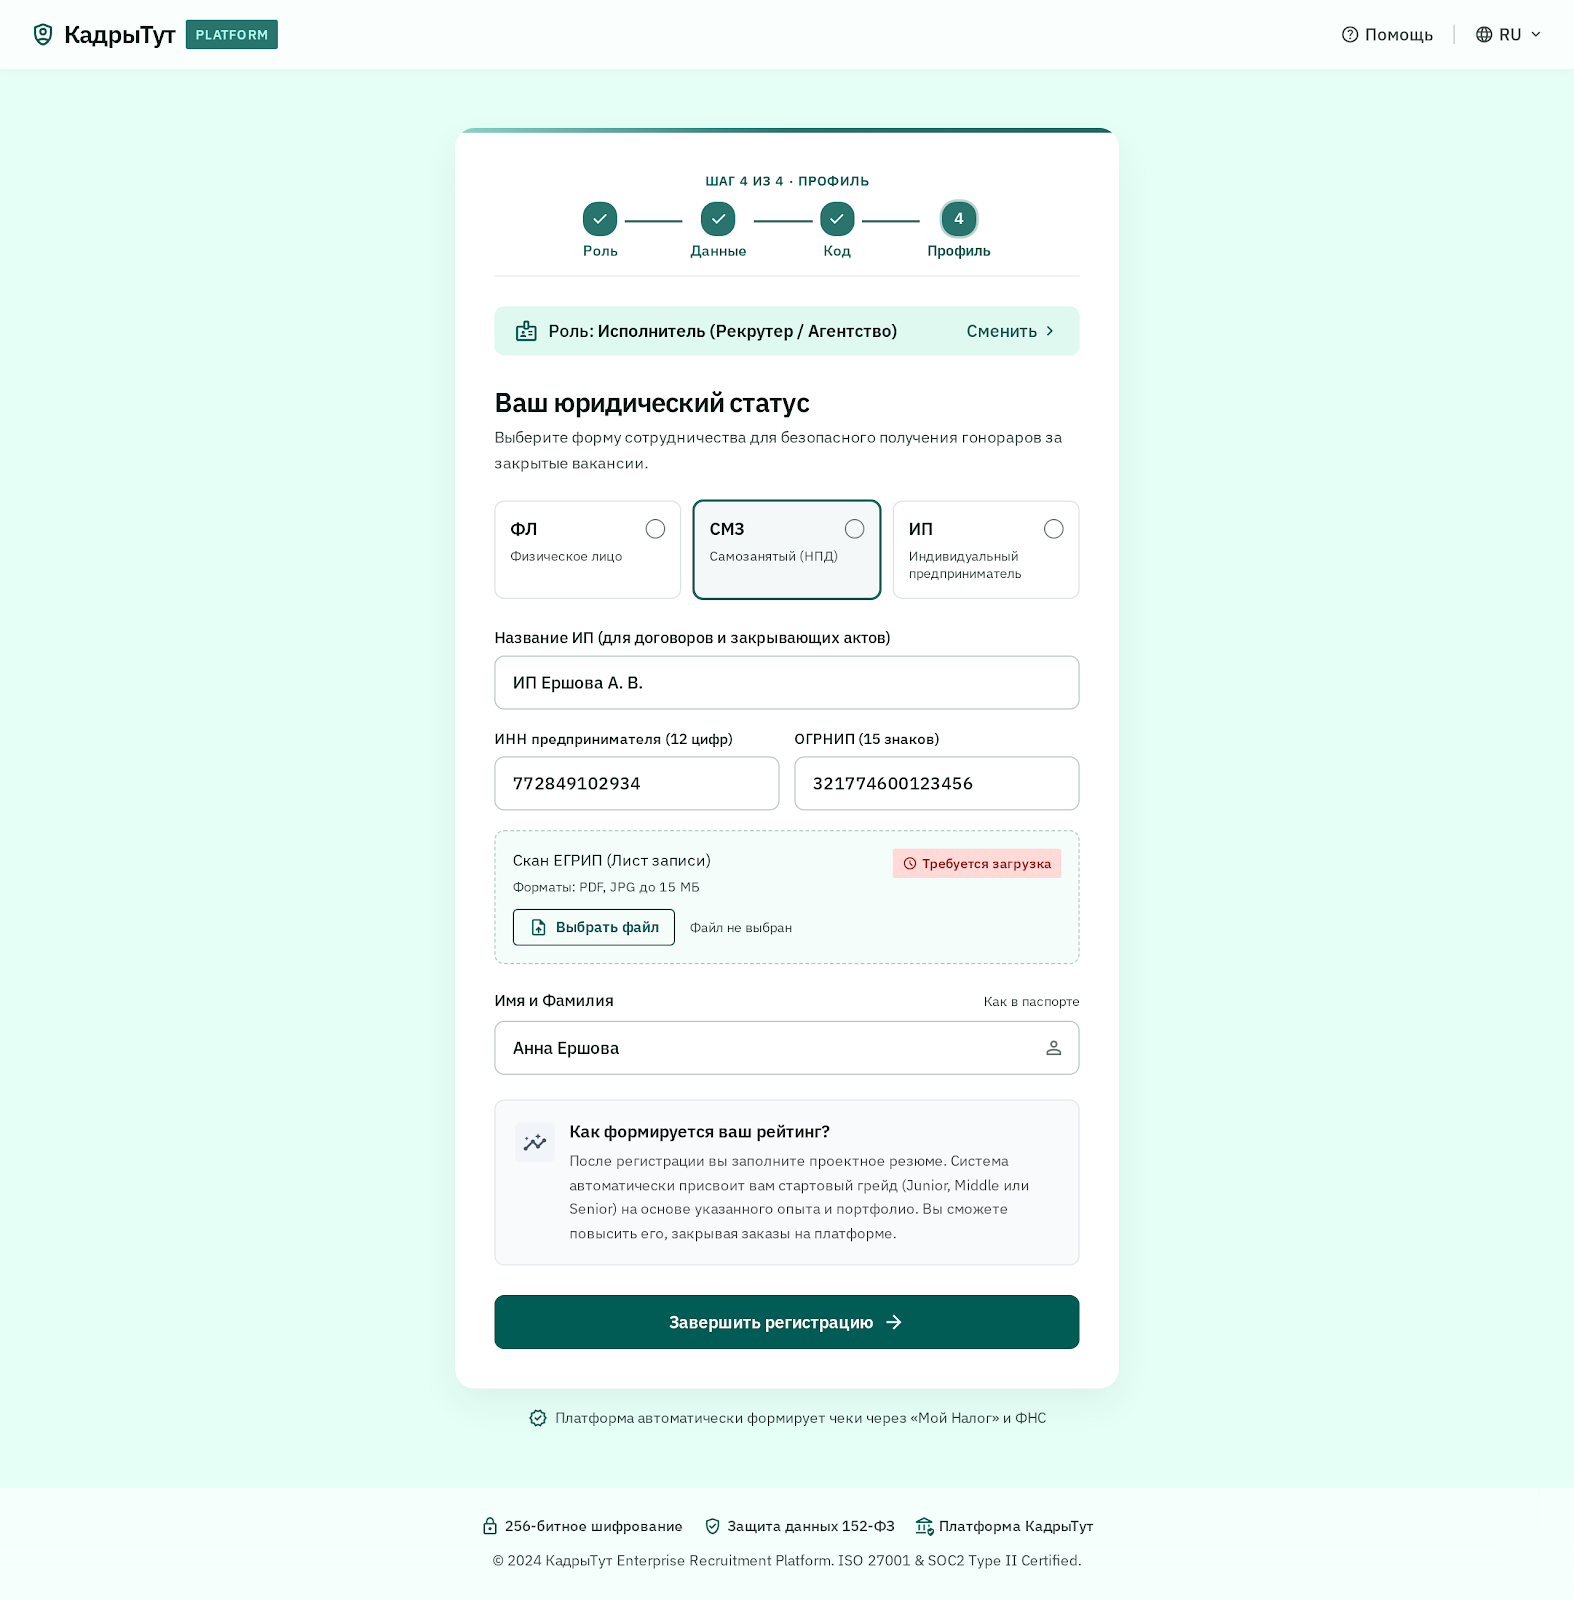 КадрыТут PLATFORM
Помощь
RU
ШАГ 4 ИЗ 4 · ПРОФИЛЬ
4
Роль Данные Код Профиль
Роль: Исполнитель (Рекрутер / Агентство) Сменить
Ваш юридический статус
Выберите форму сотрудничества для безопасного получения гонораров за
закрытые вакансии.
ФЛ
Физическое лицо
СМЗ
Самозанятый (НПД)
ИП
Индивидуальный
предприниматель
Название ИП (для договоров и закрывающих актов)
ИП Ершова А. В.
ИНН предпринимателя (12 цифр)
772849102934
ОГРНИП (15 знаков)
321774600123456
Скан ЕГРИП (Лист записи)
Требуется загрузка
Форматы: PDF, JPG до 15 МБ
Выбрать файл
Файл не выбран
Имя и Фамилия
Как в паспорте
Анна Ершова
Как формируется ваш рейтинг?
После регистрации вы заполните проектное резюме. Система
автоматически присвоит вам стартовый грейд (Junior, Middle или
Senior) на основе указанного опыта и портфолио. Вы сможете
повысить его, закрывая заказы на платформе.
Завершить регистрацию
Платформа автоматически формирует чеки через «Мой Налог» и ФНС
256-битное шифрование
Защита данных 152-ФЗ
Платформа КадрыТут
© 2024 КадрыТут Enterprise Recruitment Platform. ISO 27001 & SOC2 Type II Certified.